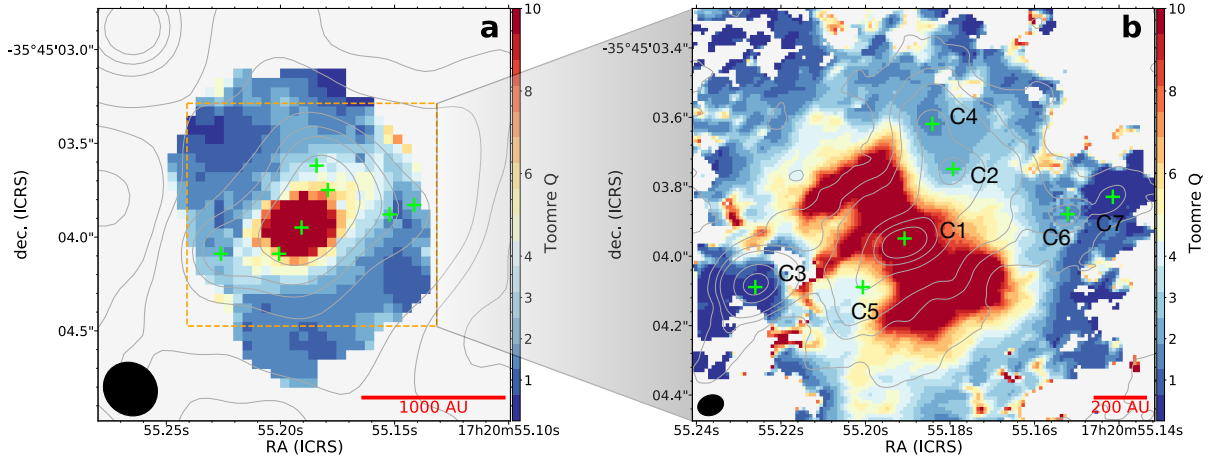 a
-35°45'03.0"
03.5"
04.0"
04.5"
dec. (ICRS)
55.25s
55.20s
55.15s
17h20m55.10s
RA (ICRS)
1000 AU
10
8
6
4
3
2
1
Toomre Q
b
-35°45'03.4"
03.6"
03.8"
04.0"
04.2"
04.4"
dec. (ICRS)
C4
C2
C1
C6
C7
C3
C5
55.24s
55.22s
55.20s
55.18s
55.16s
17h20m55.14s
RA (ICRS)
200 AU
10
8
6
4
3
2
1
Toomre Q